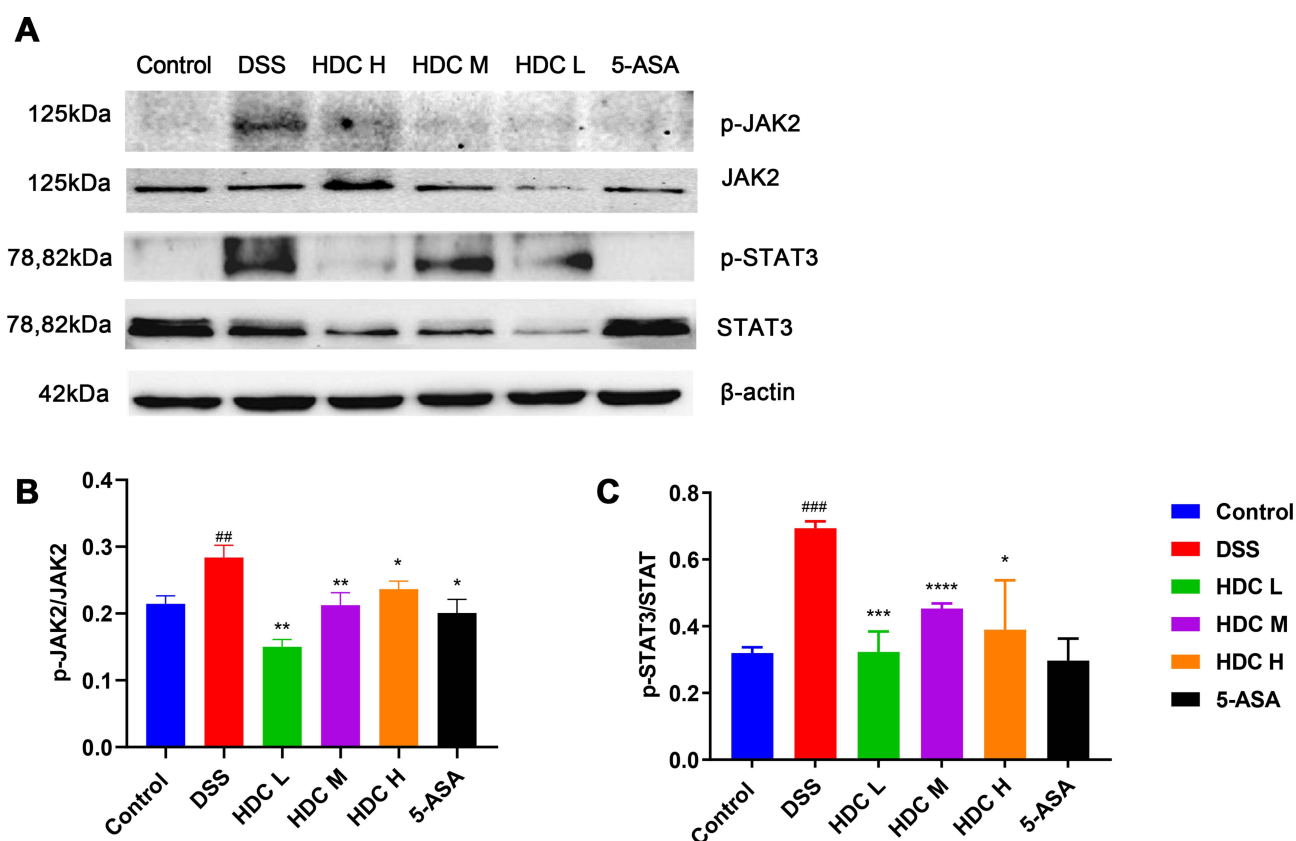 A
Control DSS HDC H HDC M HDC L 5-ASA
125kDa p-JAK2
125kDa JAK2
78,82kDa p-STAT3
78,82kDa STAT3
42kDa β-actin
B
p-JAK2/JAK2
0.4
0.3
0.2
0.1
0.0
##
**
**
*
*
Control DSS HDC L HDC M HDC H 5-ASA
C
p-STAT3/STAT
0.8
0.6
0.4
0.2
0.0
###
***
****
*
Control DSS HDC L HDC M HDC H 5-ASA
Control
DSS
HDC L
HDC M
HDC H
5-ASA